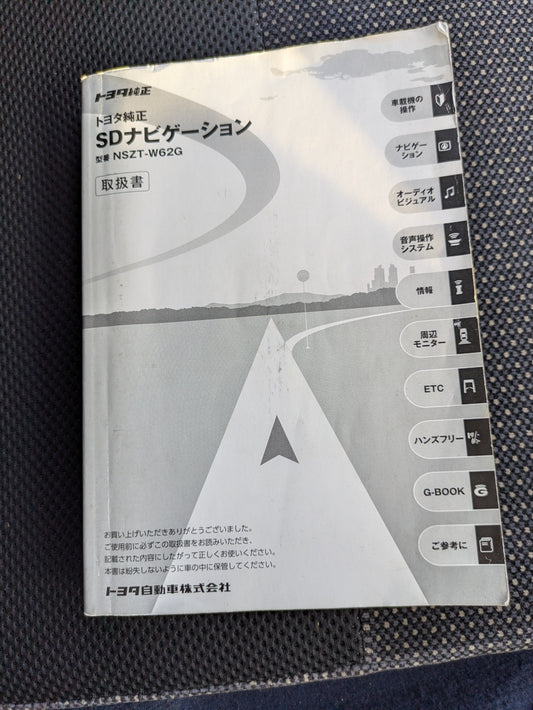 トヨタ純正
トヨタ純正
SDナビゲーション
型番 NSZT-W62G
取扱書
車載機の
操作
ナビゲー
ション
オーディオ
ビジュアル
音声操作
システム
情報
周辺
モニター
ETC
ハンズフリー
G-BOOK
ご参考に
お買い上げいただきありがとうございました。
ご使用前に必ずこの取扱書をお読みいただき、
記載された内容にしたがって正しくお使いください。
本書は紛失しないように車の中に保管してください。
トヨタ自動車株式会社